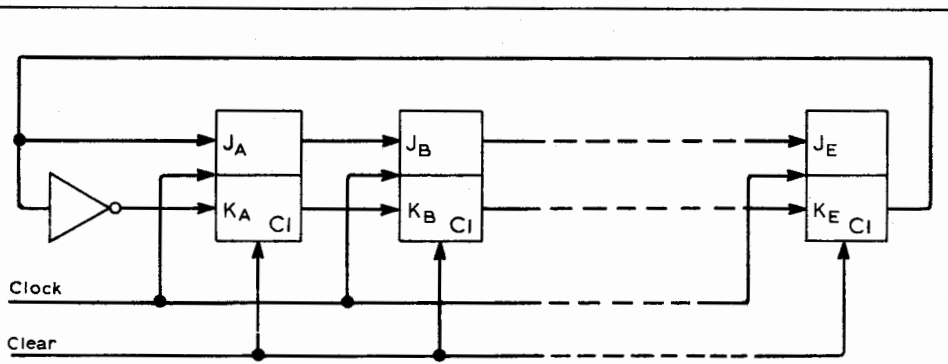 J_A J_B J_E
K_A K_B K_E
Cl Cl Cl
Clock
Clear